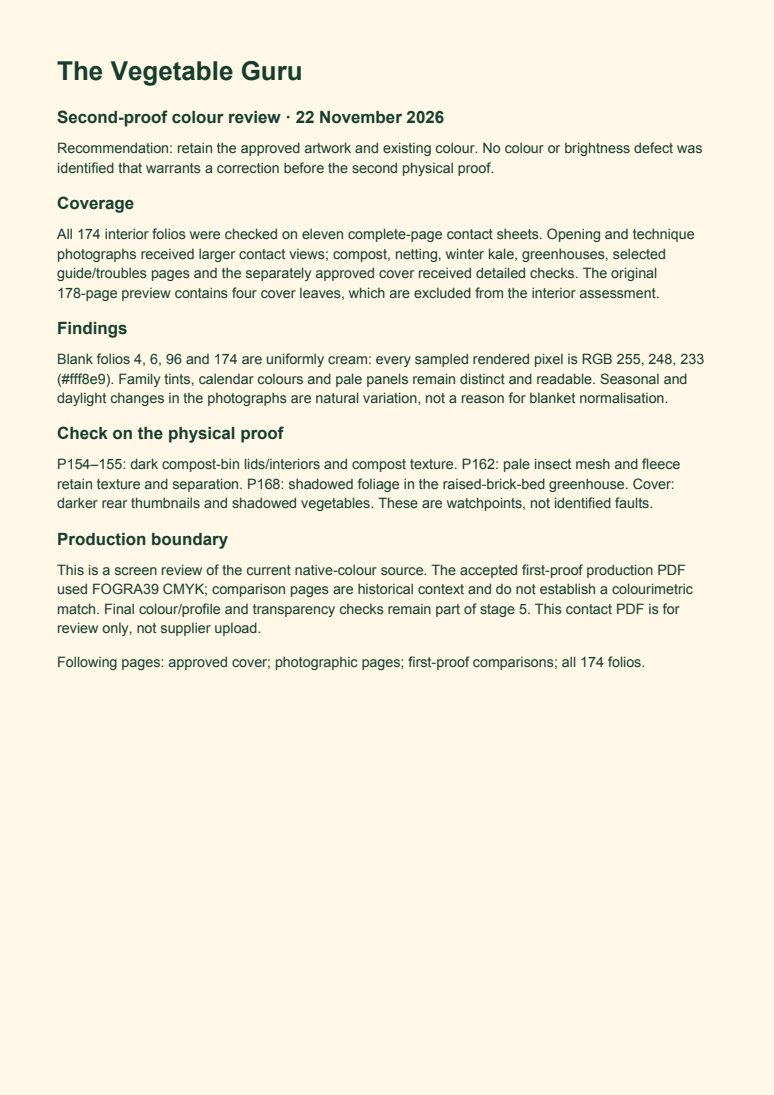 The Vegetable Guru
Second-proof colour review · 22 November 2026
Recommendation: retain the approved artwork and existing colour. No colour or brightness defect was
identified that warrants a correction before the second physical proof.
Coverage
All 174 interior folios were checked on eleven complete-page contact sheets. Opening and technique
photographs received larger contact views; compost, netting, winter kale, greenhouses, selected
guide/troubles pages and the separately approved cover received detailed checks. The original
178-page preview contains four cover leaves, which are excluded from the interior assessment.
Findings
Blank folios 4, 6, 96 and 174 are uniformly cream: every sampled rendered pixel is RGB 255, 248, 233
(#fff8e9). Family tints, calendar colours and pale panels remain distinct and readable. Seasonal and
daylight changes in the photographs are natural variation, not a reason for blanket normalisation.
Check on the physical proof
P154–155: dark compost-bin lids/interiors and compost texture. P162: pale insect mesh and fleece
retain texture and separation. P168: shadowed foliage in the raised-brick-bed greenhouse. Cover:
darker rear thumbnails and shadowed vegetables. These are watchpoints, not identified faults.
Production boundary
This is a screen review of the current native-colour source. The accepted first-proof production PDF
used FOGRA39 CMYK; comparison pages are historical context and do not establish a colourimetric
match. Final colour/profile and transparency checks remain part of stage 5. This contact PDF is for
review only, not supplier upload.
Following pages: approved cover; photographic pages; first-proof comparisons; all 174 folios.